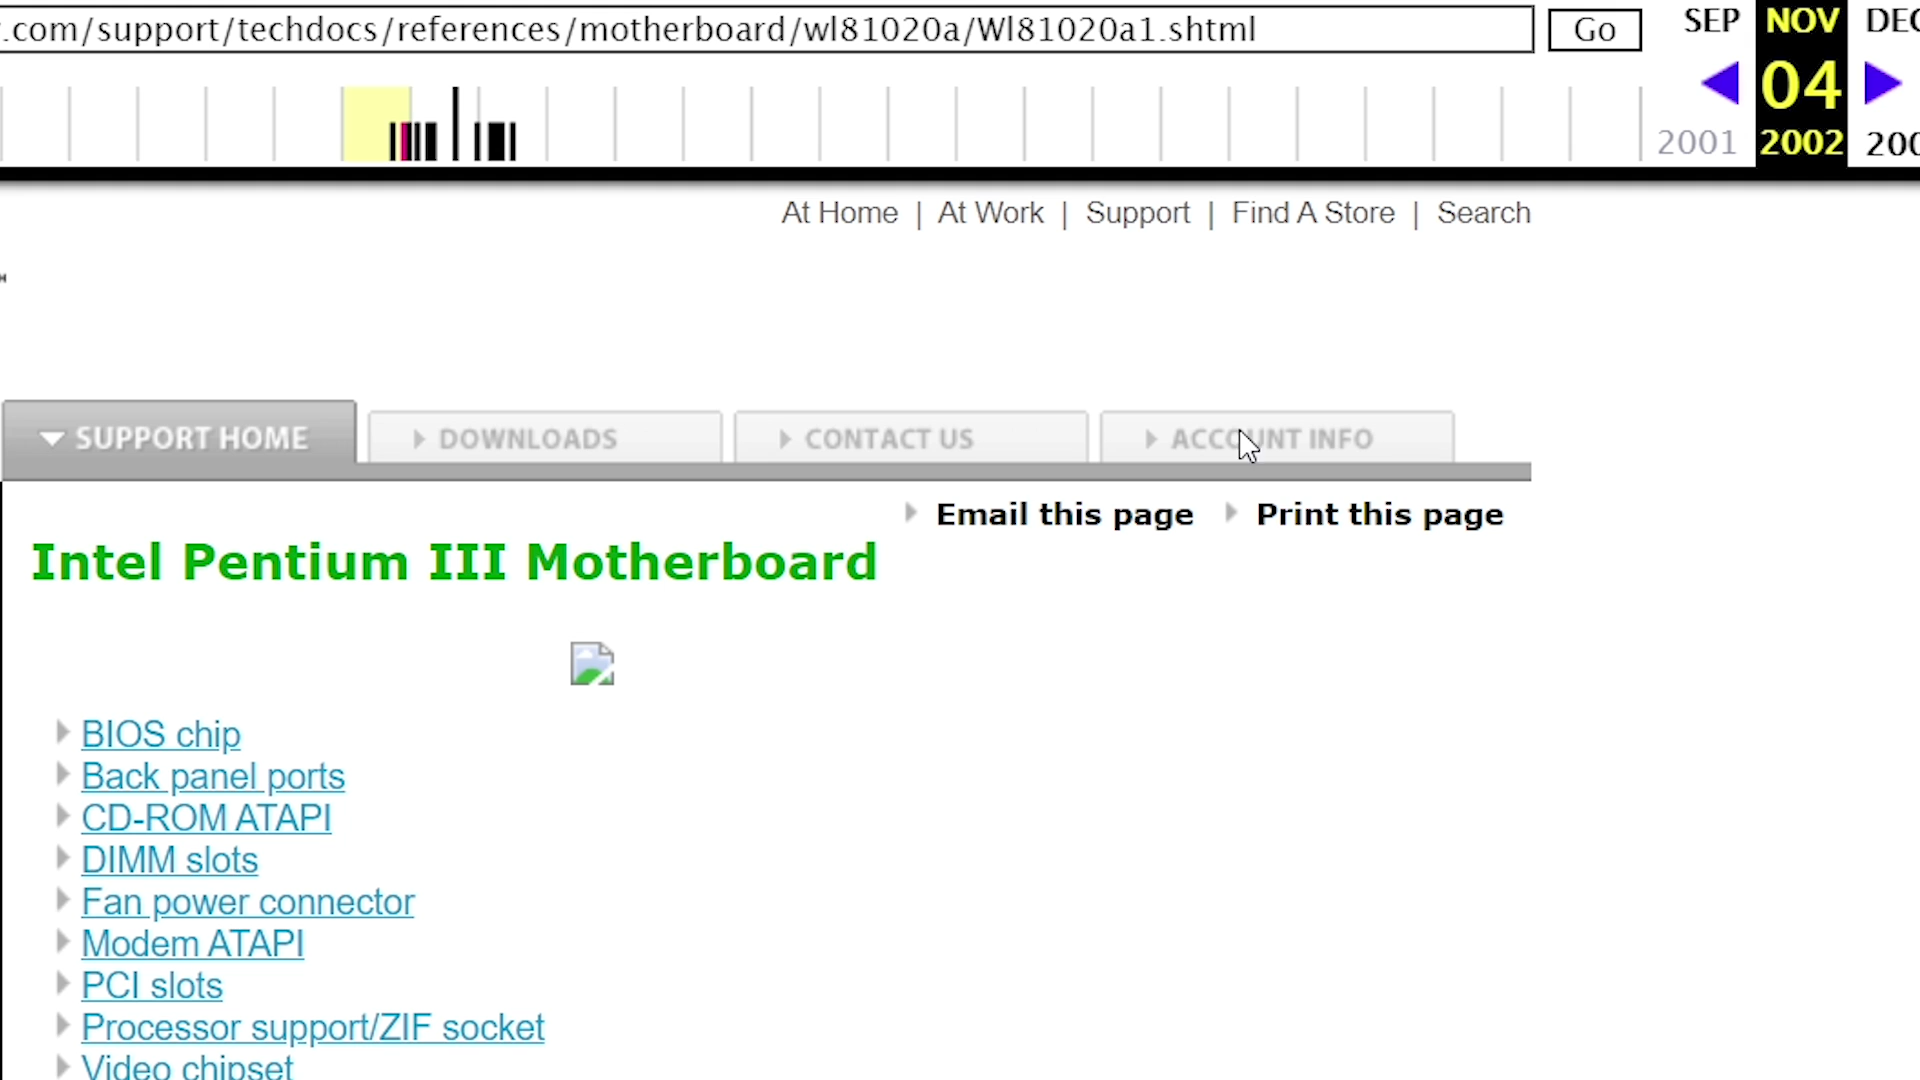 .com/support/techdocs/references/motherboard/wl81020a/Wl81020a1.shtml
Go
SEP NOV DEC
04
2001 2002 200
At Home | At Work | Support | Find A Store | Search
SUPPORT HOME DOWNLOADS CONTACT US ACCOUNT INFO
Email this page Print this page
Intel Pentium III Motherboard
BIOS chip
Back panel ports
CD-ROM ATAPI
DIMM slots
Fan power connector
Modem ATAPI
PCI slots
Processor support/ZIF socket
Video chipset